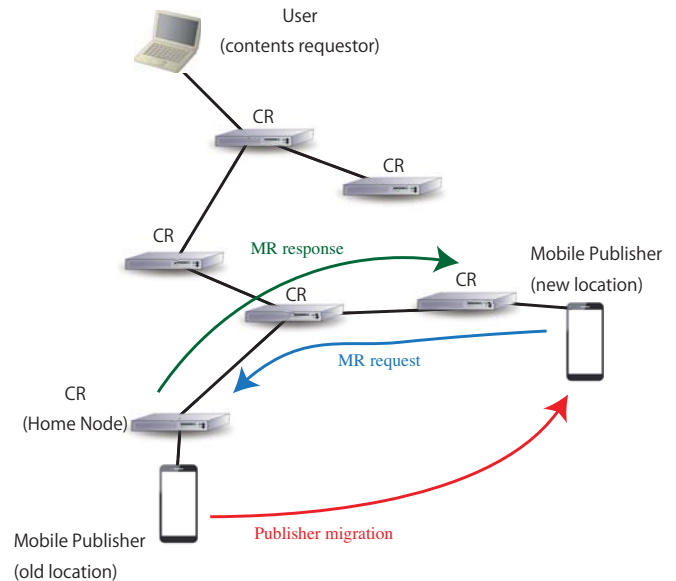 User
(contents requestor)
CR
CR
CR
MR response
Mobile Publisher
(new location)
CR
CR
MR request
CR
(Home Node)
Publisher migration
Mobile Publisher
(old location)